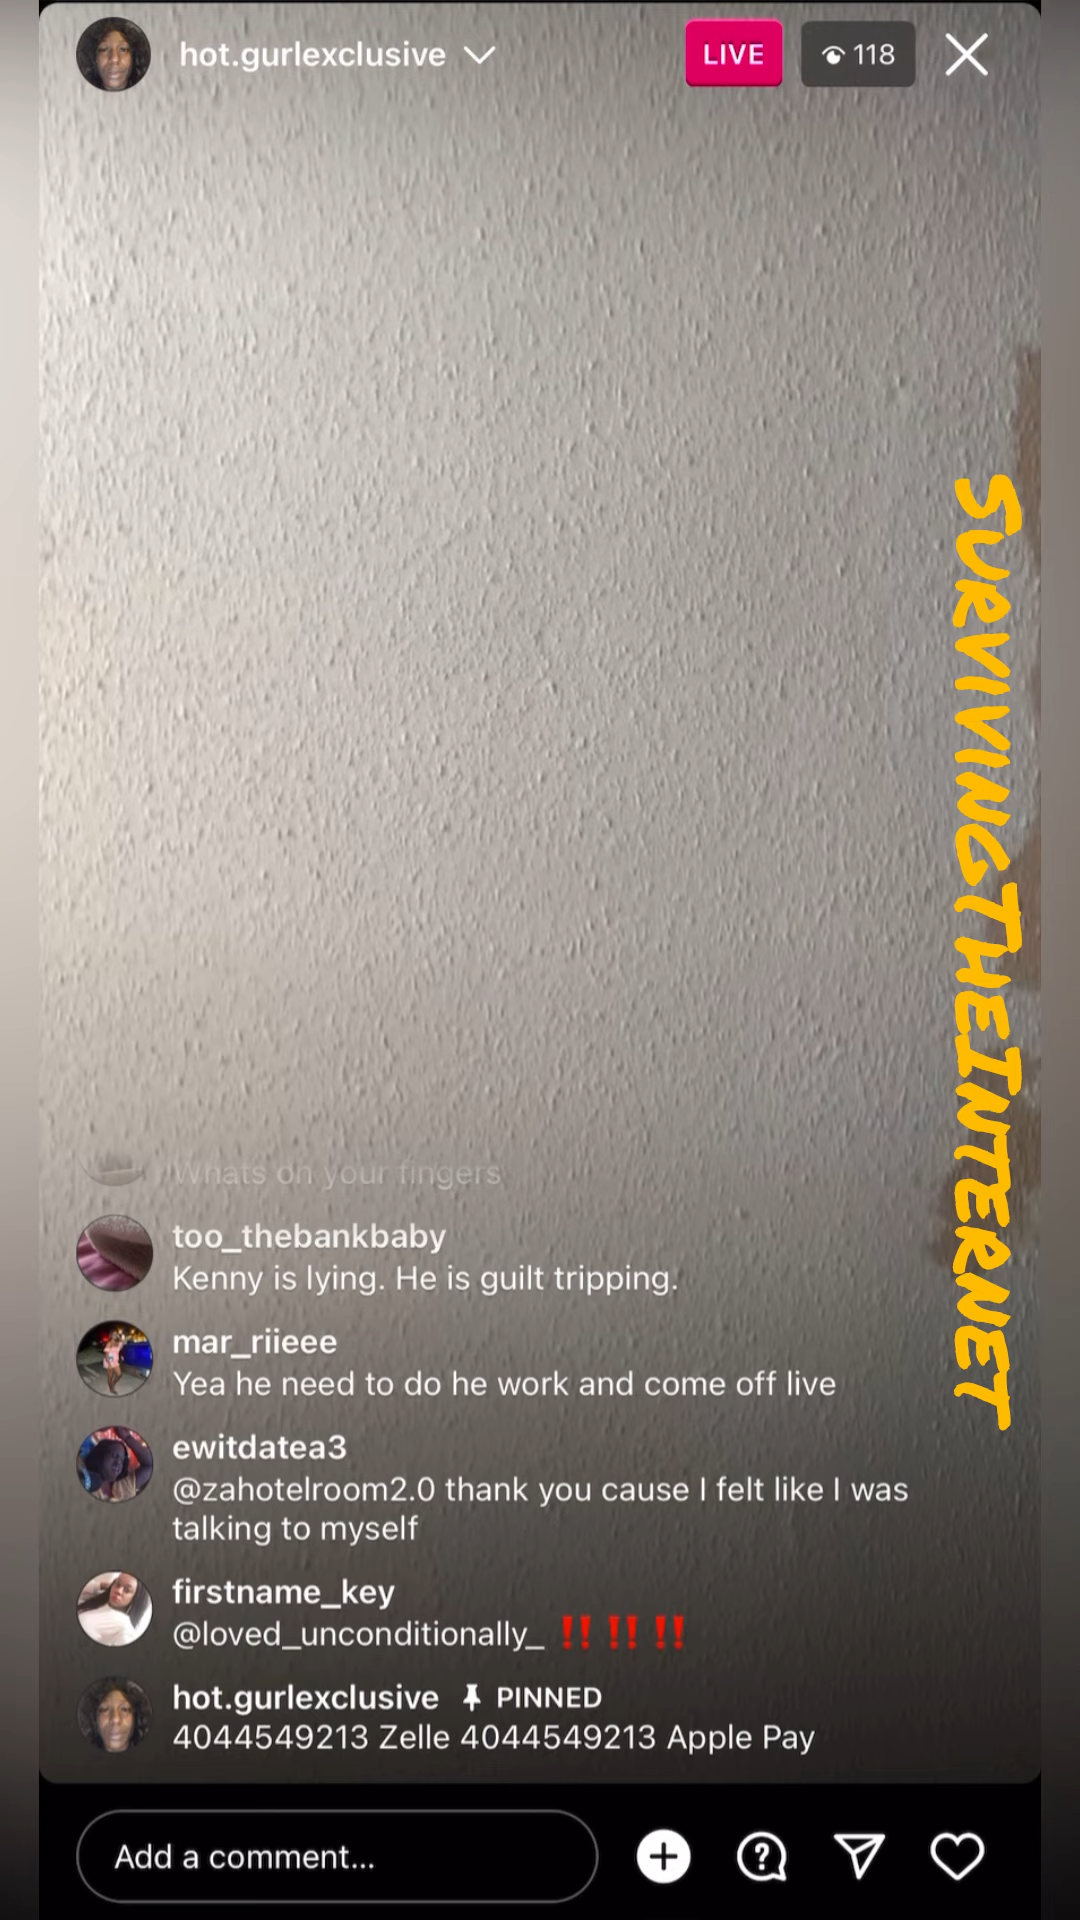 hot.gurlexclusive
LIVE
118
SURVIVINGTHEINTERNET
Whats on your fingers
too_thebankbaby
Kenny is lying. He is guilt tripping.
mar_riieee
Yea he need to do he work and come off live
ewitdatea3
@zahotelroom2.0 thank you cause I felt like I was
talking to myself
firstname_key
@loved_unconditionally_ ‼️ ‼️ ‼️
hot.gurlexclusive PINNED
4044549213 Zelle 4044549213 Apple Pay
Add a comment...